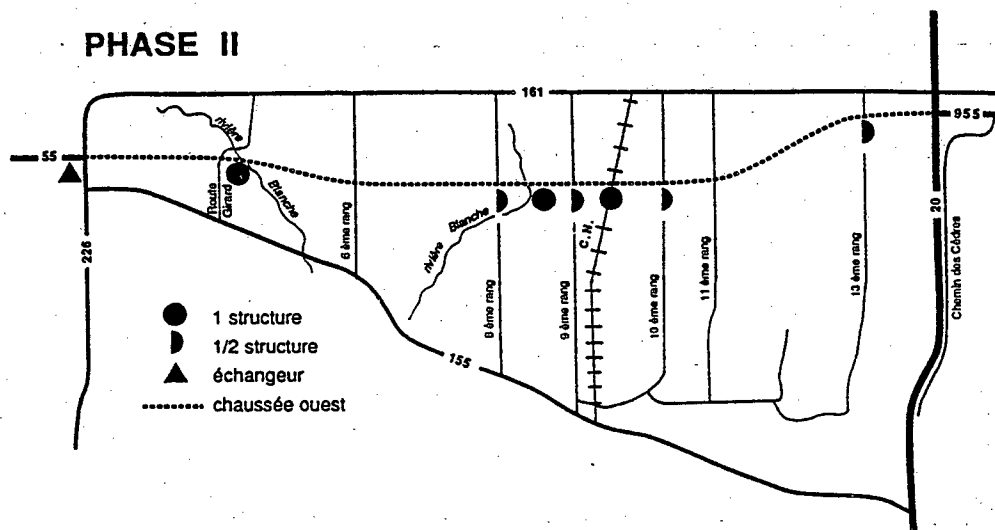 PHASE II
161
955
55
rivière
Blanche
Route
Girard
6 ème rang
rivière
Blanche
C.N.
226
8 ème rang
9 ème rang
10 ème rang
11 ème rang
13 ème rang
20
Chemin des Cèdres
155
1 structure
1/2 structure
échangeur
chaussée ouest